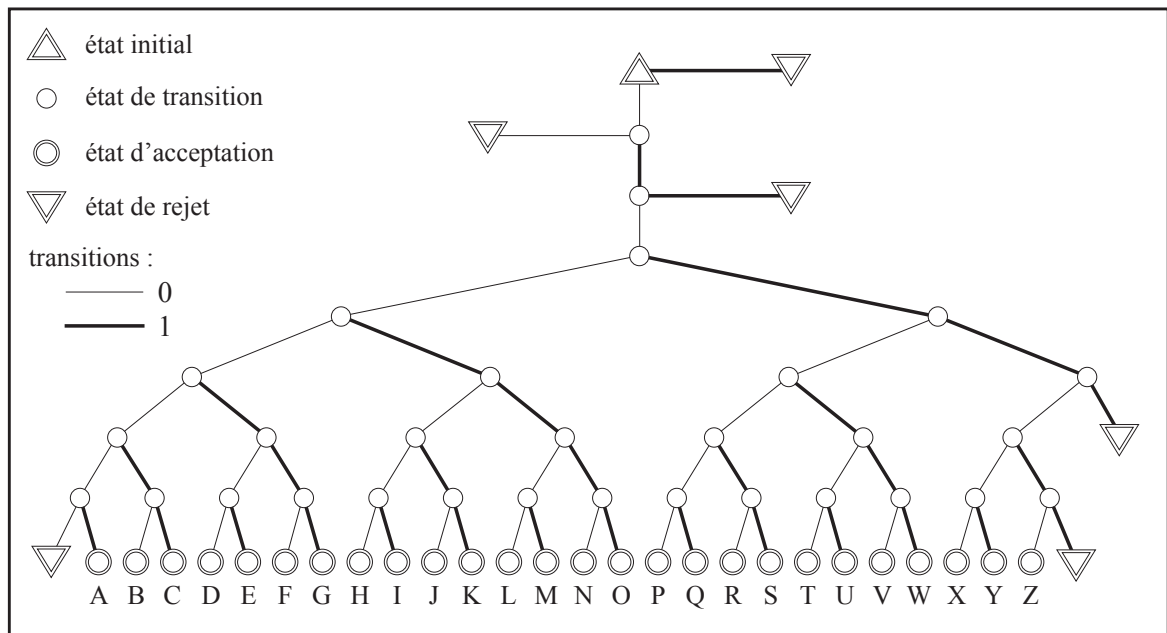 état initial
état de transition
état d’acceptation
état de rejet
transitions :
0
1
A B C D E F G H I J K L M N O P Q R S T U V W X Y Z